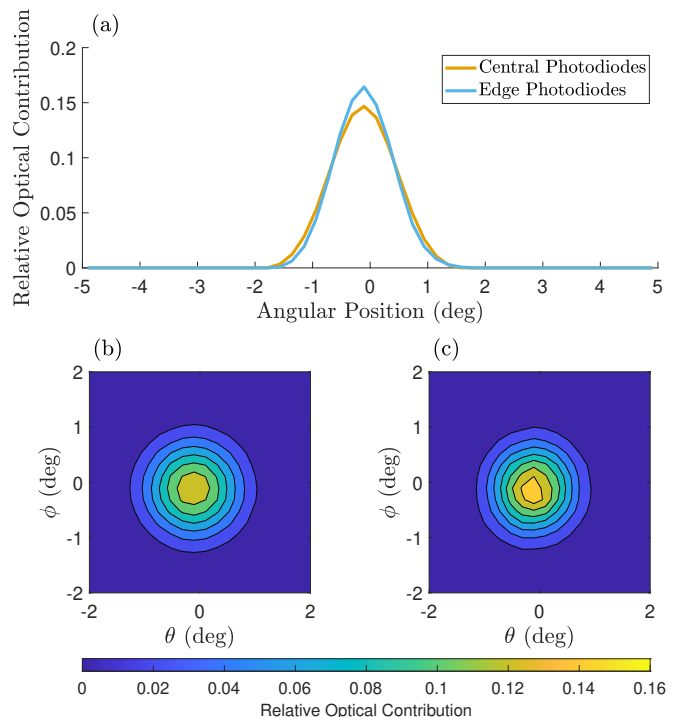 (a)
Relative Optical Contribution
0.2
0.15
0.1
0.05
0
Central Photodiodes
Edge Photodiodes
-5 -4 -3 -2 -1 0 1 2 3 4 5
Angular Position (deg)
(b)
(c)
ϕ (deg)
2
1
0
-1
-2
-2 0 2
θ (deg)
ϕ (deg)
2
1
0
-1
-2
-2 0 2
θ (deg)
0 0.02 0.04 0.06 0.08 0.1 0.12 0.14 0.16
Relative Optical Contribution